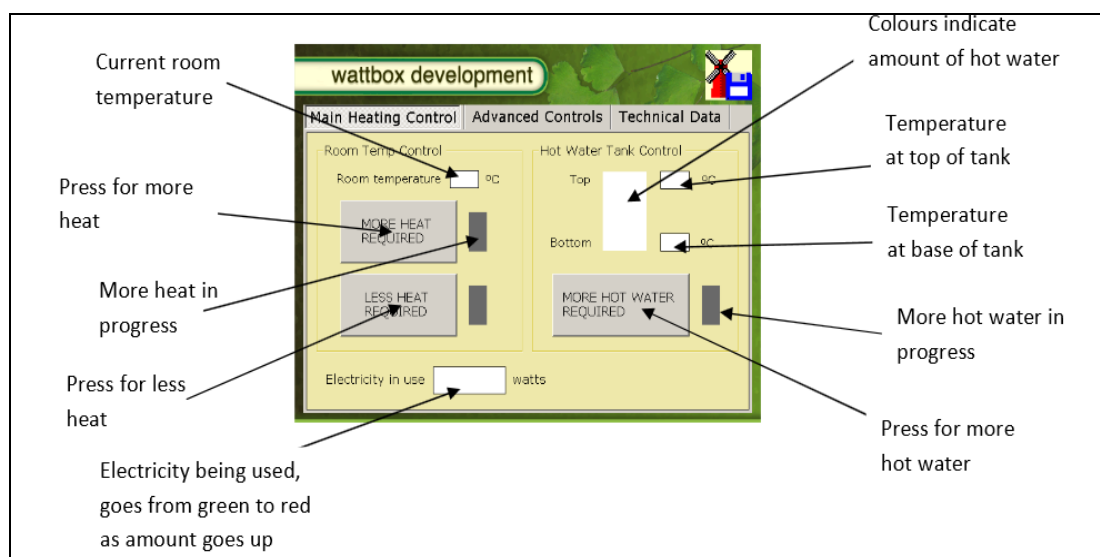 Colours indicate
amount of hot water
Current room
temperature
wattbox development
Main Heating Control Advanced Controls Technical Data
Temperature
at top of tank
Room Temp Control
Hot Water Tank Control
Room temperature ºC
Top ºC
Press for more
heat
MORE HEAT
REQUIRED
Temperature
at base of tank
Bottom ºC
More heat in
progress
LESS HEAT
REQUIRED
MORE HOT WATER
REQUIRED
More hot water in
progress
Press for less
heat
Electricity in use watts
Press for more
hot water
Electricity being used,
goes from green to red
as amount goes up